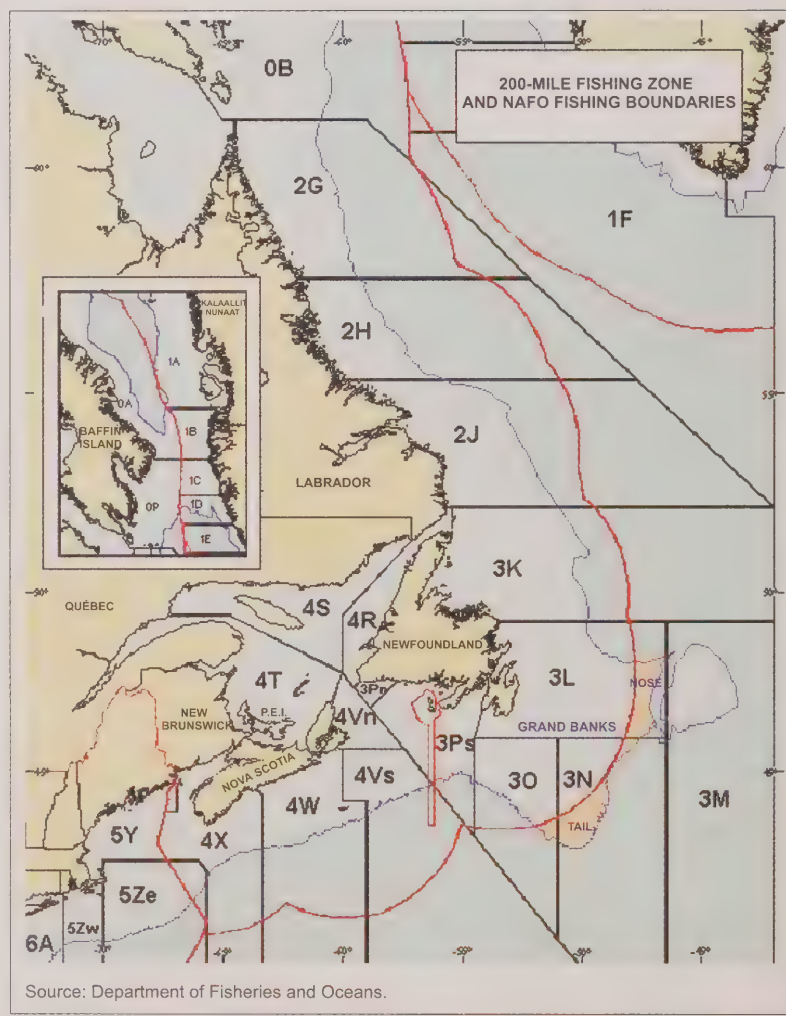 200-MILE FISHING ZONE
AND NAFO FISHING BOUNDARIES
0B
60°
2G
1F
2H
55°
2J
LABRADOR
KALAALLIT
NUNAAT
1A
0A
BAFFIN
ISLAND
1B
1C
1D
1E
3K
50°
QUÉBEC
4S
4R
NEWFOUNDLAND
3L
NOSE
4T
3Pn
NEW
BRUNSWICK
P.E.I.
4Vn
3Ps
GRAND BANKS
NOVA SCOTIA
4Vs
3O
3N
4W
3M
TAIL
5Y
4X
5Ze
5Zw
6A
Source: Department of Fisheries and Oceans.